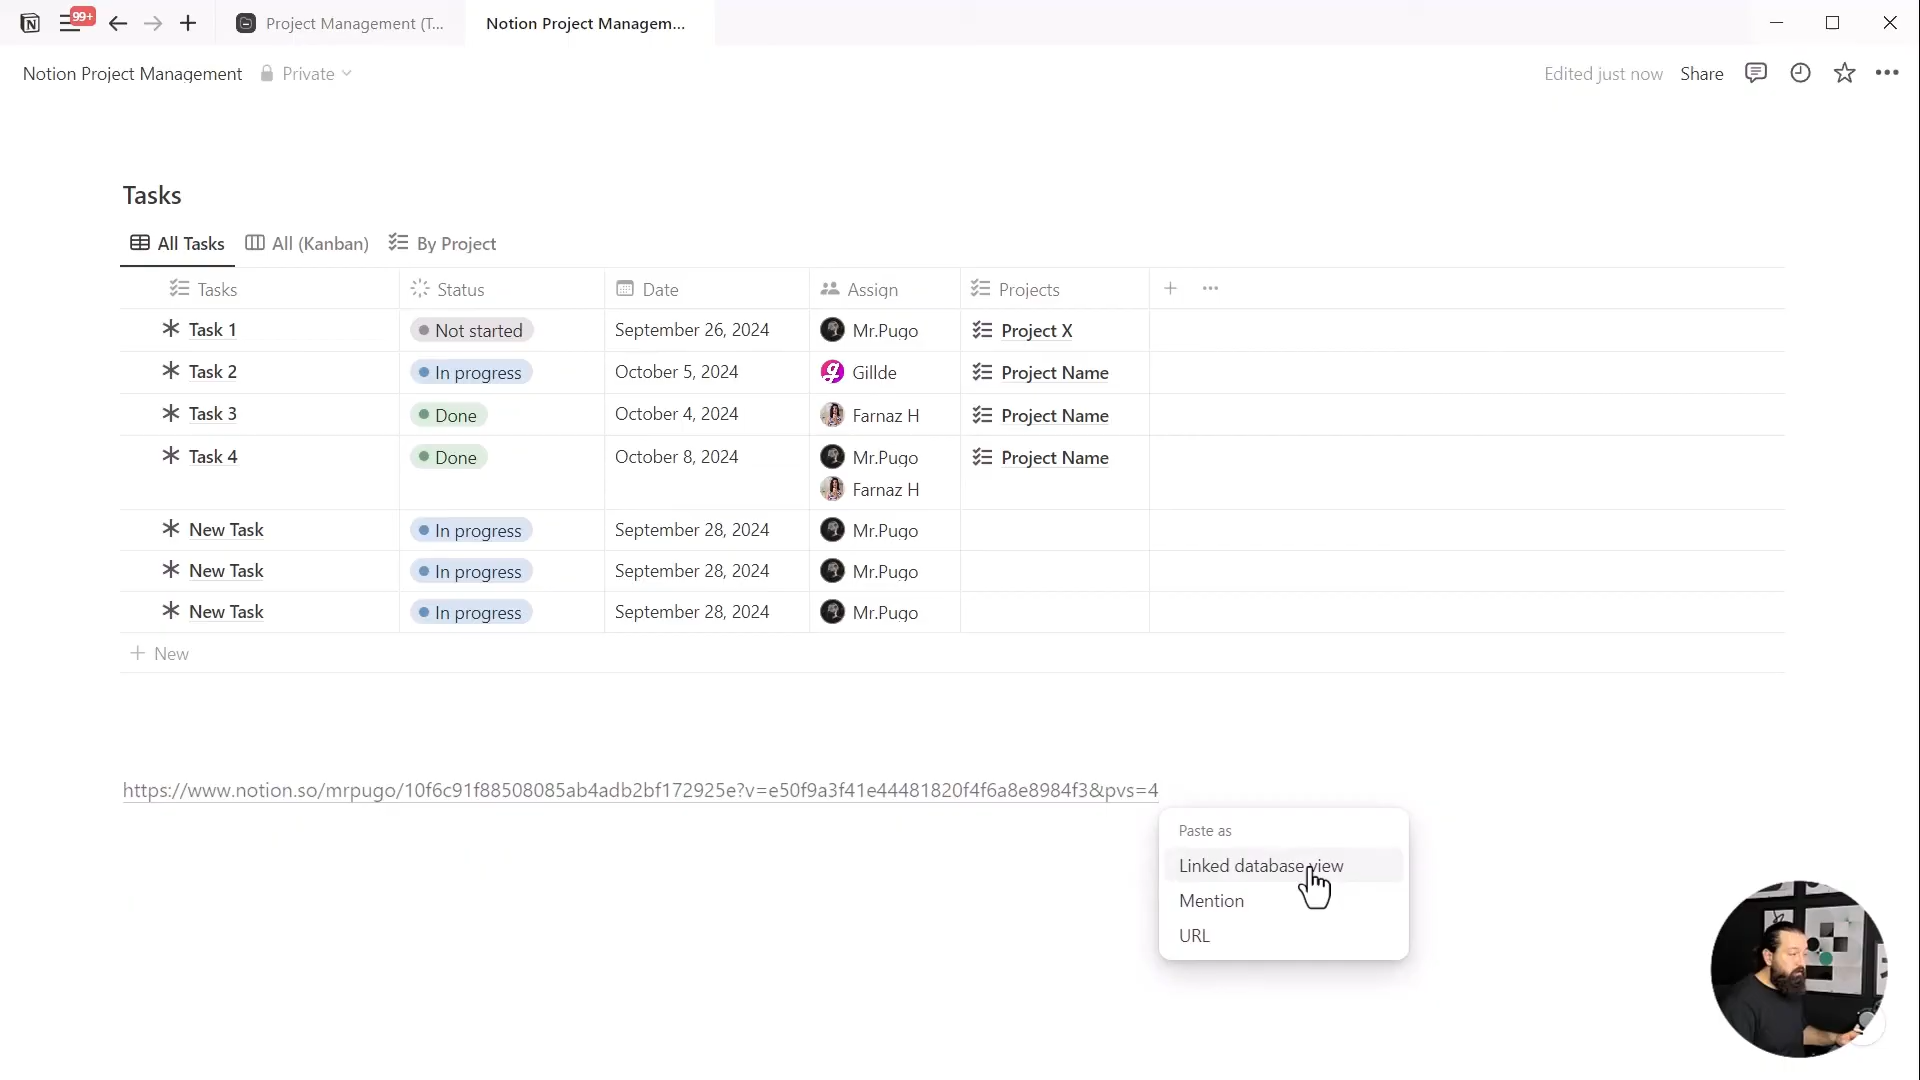 99+
Project Management (T...
Notion Project Managem...
Notion Project Management Private
Edited just now Share
Tasks
All Tasks All (Kanban) By Project
Tasks Status Date Assign Projects
Task 1 Not started September 26, 2024 Mr.Pugo Project X
Task 2 In progress October 5, 2024 Gillde Project Name
Task 3 Done October 4, 2024 Farnaz H Project Name
Task 4 Done October 8, 2024 Mr.Pugo Project Name
Farnaz H
New Task In progress September 28, 2024 Mr.Pugo
New Task In progress September 28, 2024 Mr.Pugo
New Task In progress September 28, 2024 Mr.Pugo
New
https://www.notion.so/mrpugo/10f6c91f88508085ab4adb2bf172925e?v=e50f9a3f41e44481820f4f6a8e8984f3&pvs=4
Paste as
Linked database view
Mention
URL